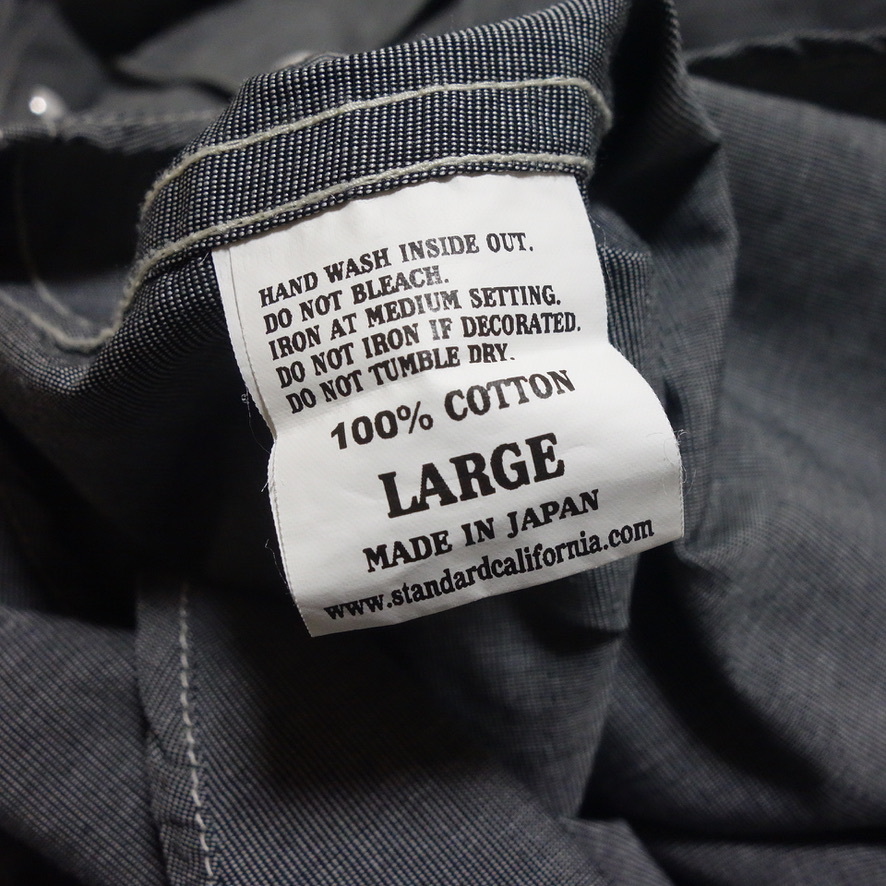 HAND WASH INSIDE OUT.
DO NOT BLEACH.
IRON AT MEDIUM SETTING.
DO NOT IRON IF DECORATED.
DO NOT TUMBLE DRY.
100% COTTON
LARGE
MADE IN JAPAN
www.standardcalifornia.com